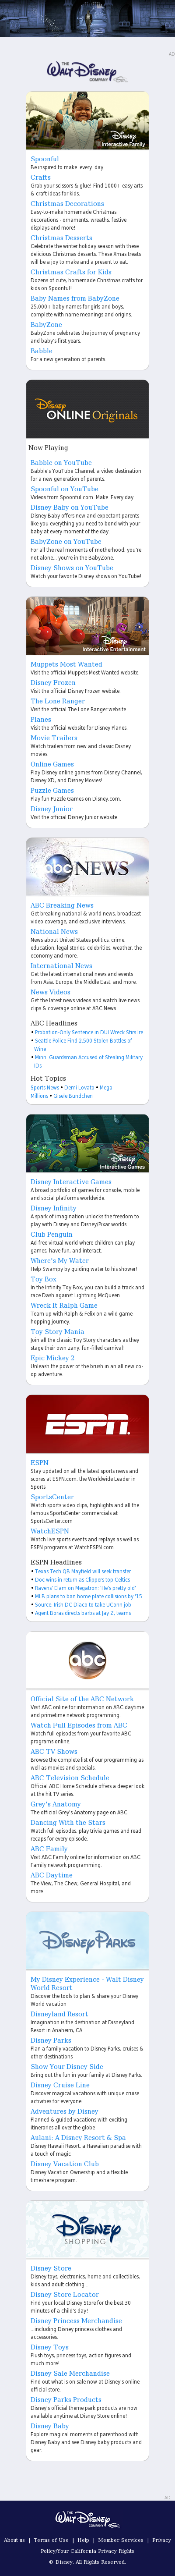 AD
THE
WALT DISNEY
COMPANY
Disney
Interactive Family
Spoonful
Be inspired to make. every. day.
Crafts
Grab your scissors & glue! Find 1000+ easy arts
& craft ideas for kids.
Christmas Decorations
Easy-to-make homemade Christmas
decorations - ornaments, wreaths, festive
displays and more!
Christmas Desserts
Celebrate the winter holiday season with these
delicious Christmas desserts. These Xmas treats
will be a joy to make and a present to eat.
Christmas Crafts for Kids
Dozens of cute, homemade Christmas crafts for
kids on Spoonful!
Baby Names from BabyZone
25,000+ baby names for girls and boys,
complete with name meanings and origins.
BabyZone
BabyZone celebrates the journey of pregnancy
and baby's first years.
Babble
For a new generation of parents.
Disney
ONLINE Originals
Now Playing
Babble on YouTube
Babble's YouTube Channel, a video destination
for a new generation of parents.
Spoonful on YouTube
Videos from Spoonful.com. Make. Every day.
Disney Baby on YouTube
Disney Baby offers new and expectant parents
like you everything you need to bond with your
baby at every moment of the day.
BabyZone on YouTube
For all the mad moments of motherhood, you're
not alone... you're in the BabyZone.
Disney Shows on YouTube
Watch your favorite Disney shows on YouTube!
Disney
Interactive Entertainment
Muppets Most Wanted
Visit the official Muppets Most Wanted website.
Disney Frozen
Visit the official Disney Frozen website.
The Lone Ranger
Visit the official The Lone Ranger website.
Planes
Visit the official website for Disney Planes.
Movie Trailers
Watch trailers from new and classic Disney
movies.
Online Games
Play Disney online games from Disney Channel,
Disney XD, and Disney Movies!
Puzzle Games
Play fun Puzzle Games on Disney.com.
Disney Junior
Visit the official Disney Junior website.
abc NEWS
ABC Breaking News
Get breaking national & world news, broadcast
video coverage, and exclusive interviews.
National News
News about United States politics, crime,
education, legal stories, celebrities, weather, the
economy and more.
International News
Get the latest international news and events
from Asia, Europe, the Middle East, and more.
News Videos
Get the latest news videos and watch live news
clips & coverage online at ABC News.
ABC Headlines
• Probation-Only Sentence in DUI Wreck Stirs Ire
• Seattle Police Find 2,500 Stolen Bottles of
Wine
• Minn. Guardsman Accused of Stealing Military
IDs
Hot Topics
Sports News • Demi Lovato • Mega
Millions • Gisele Bundchen
Disney
Interactive Games
Disney Interactive Games
A broad portfolio of games for console, mobile
and social platforms worldwide.
Disney Infinity
A spark of imagination unlocks the freedom to
play with Disney and Disney/Pixar worlds.
Club Penguin
Ad-free virtual world where children can play
games, have fun, and interact.
Where's My Water
Help Swampy by guiding water to his shower!
Toy Box
In the Infinity Toy Box, you can build a track and
race Dash against Lightning McQueen.
Wreck It Ralph Game
Team up with Ralph & Felix on a wild game-
hopping journey.
Toy Story Mania
Join all the classic Toy Story characters as they
stage their own zany, fun-filled carnival!
Epic Mickey 2
Unleash the power of the brush in an all new co-
op adventure.
ESPN
ESPN
Stay updated on all the latest sports news and
scores at ESPN.com, the Worldwide Leader in
Sports
SportsCenter
Watch sports video clips, highlights and all the
famous SportsCenter commercials at
SportsCenter.com
WatchESPN
Watch live sports events and replays as well as
ESPN programs at WatchESPN.com
ESPN Headlines
• Texas Tech QB Mayfield will seek transfer
• Doc wins in return as Clippers top Celtics
• Ravens' Elam on Megatron: 'He's pretty old'
• MLB plans to ban home plate collisions by '15
• Source: Irish DC Diaco to take UConn job
• Agent Boras directs barbs at Jay Z, teams
abc
Official Site of the ABC Network
Visit ABC online for information on ABC daytime
and primetime network programming.
Watch Full Episodes from ABC
Watch full episodes from your favorite ABC
programs online.
ABC TV Shows
Browse the complete list of our programming as
well as movies and specials.
ABC Television Schedule
Official ABC Home Schedule offers a deeper look
at the hit TV series.
Grey's Anatomy
The official Grey's Anatomy page on ABC.
Dancing With the Stars
Watch full episodes, play trivia games and read
recaps for every episode.
ABC Family
Visit ABC Family online for information on ABC
Family network programming.
ABC Daytime
The View, The Chew, General Hospital, and
more...
Disney Parks
My Disney Experience - Walt Disney
World Resort
Discover the tools to plan & share your Disney
World vacation
Disneyland Resort
Imagination is the destination at Disneyland
Resort in Anaheim, CA
Disney Parks
Plan a family vacation to Disney Parks, cruises &
other destinations
Show Your Disney Side
Bring out the fun in your family at Disney Parks.
Disney Cruise Line
Discover magical vacations with unique cruise
activities for everyone
Adventures by Disney
Planned & guided vacations with exciting
itineraries all over the globe
Aulani: A Disney Resort & Spa
Disney Hawaii Resort, a Hawaiian paradise with
a touch of magic
Disney Vacation Club
Disney Vacation Ownership and a flexible
timeshare program.
Disney
SHOPPING
Disney Store
Disney toys, electronics, home and collectibles,
kids and adult clothing...
Disney Store Locator
Find your local Disney Store for the best 30
minutes of a child's day!
Disney Princess Merchandise
...including Disney princess clothes and
accessories.
Disney Toys
Plush toys, princess toys, action figures and
much more!
Disney Sale Merchandise
Find out what is on sale now at Disney's online
official store.
Disney Parks Products
Disney's official theme park products are now
available anytime at Disney Store online!
Disney Baby
Explore magical moments of parenthood with
Disney Baby and see Disney baby products and
gear.
AD
THE
WALT DISNEY
COMPANY
About us | Terms of Use | Help | Member Services | Privacy
Policy/Your California Privacy Rights
© Disney. All Rights Reserved.